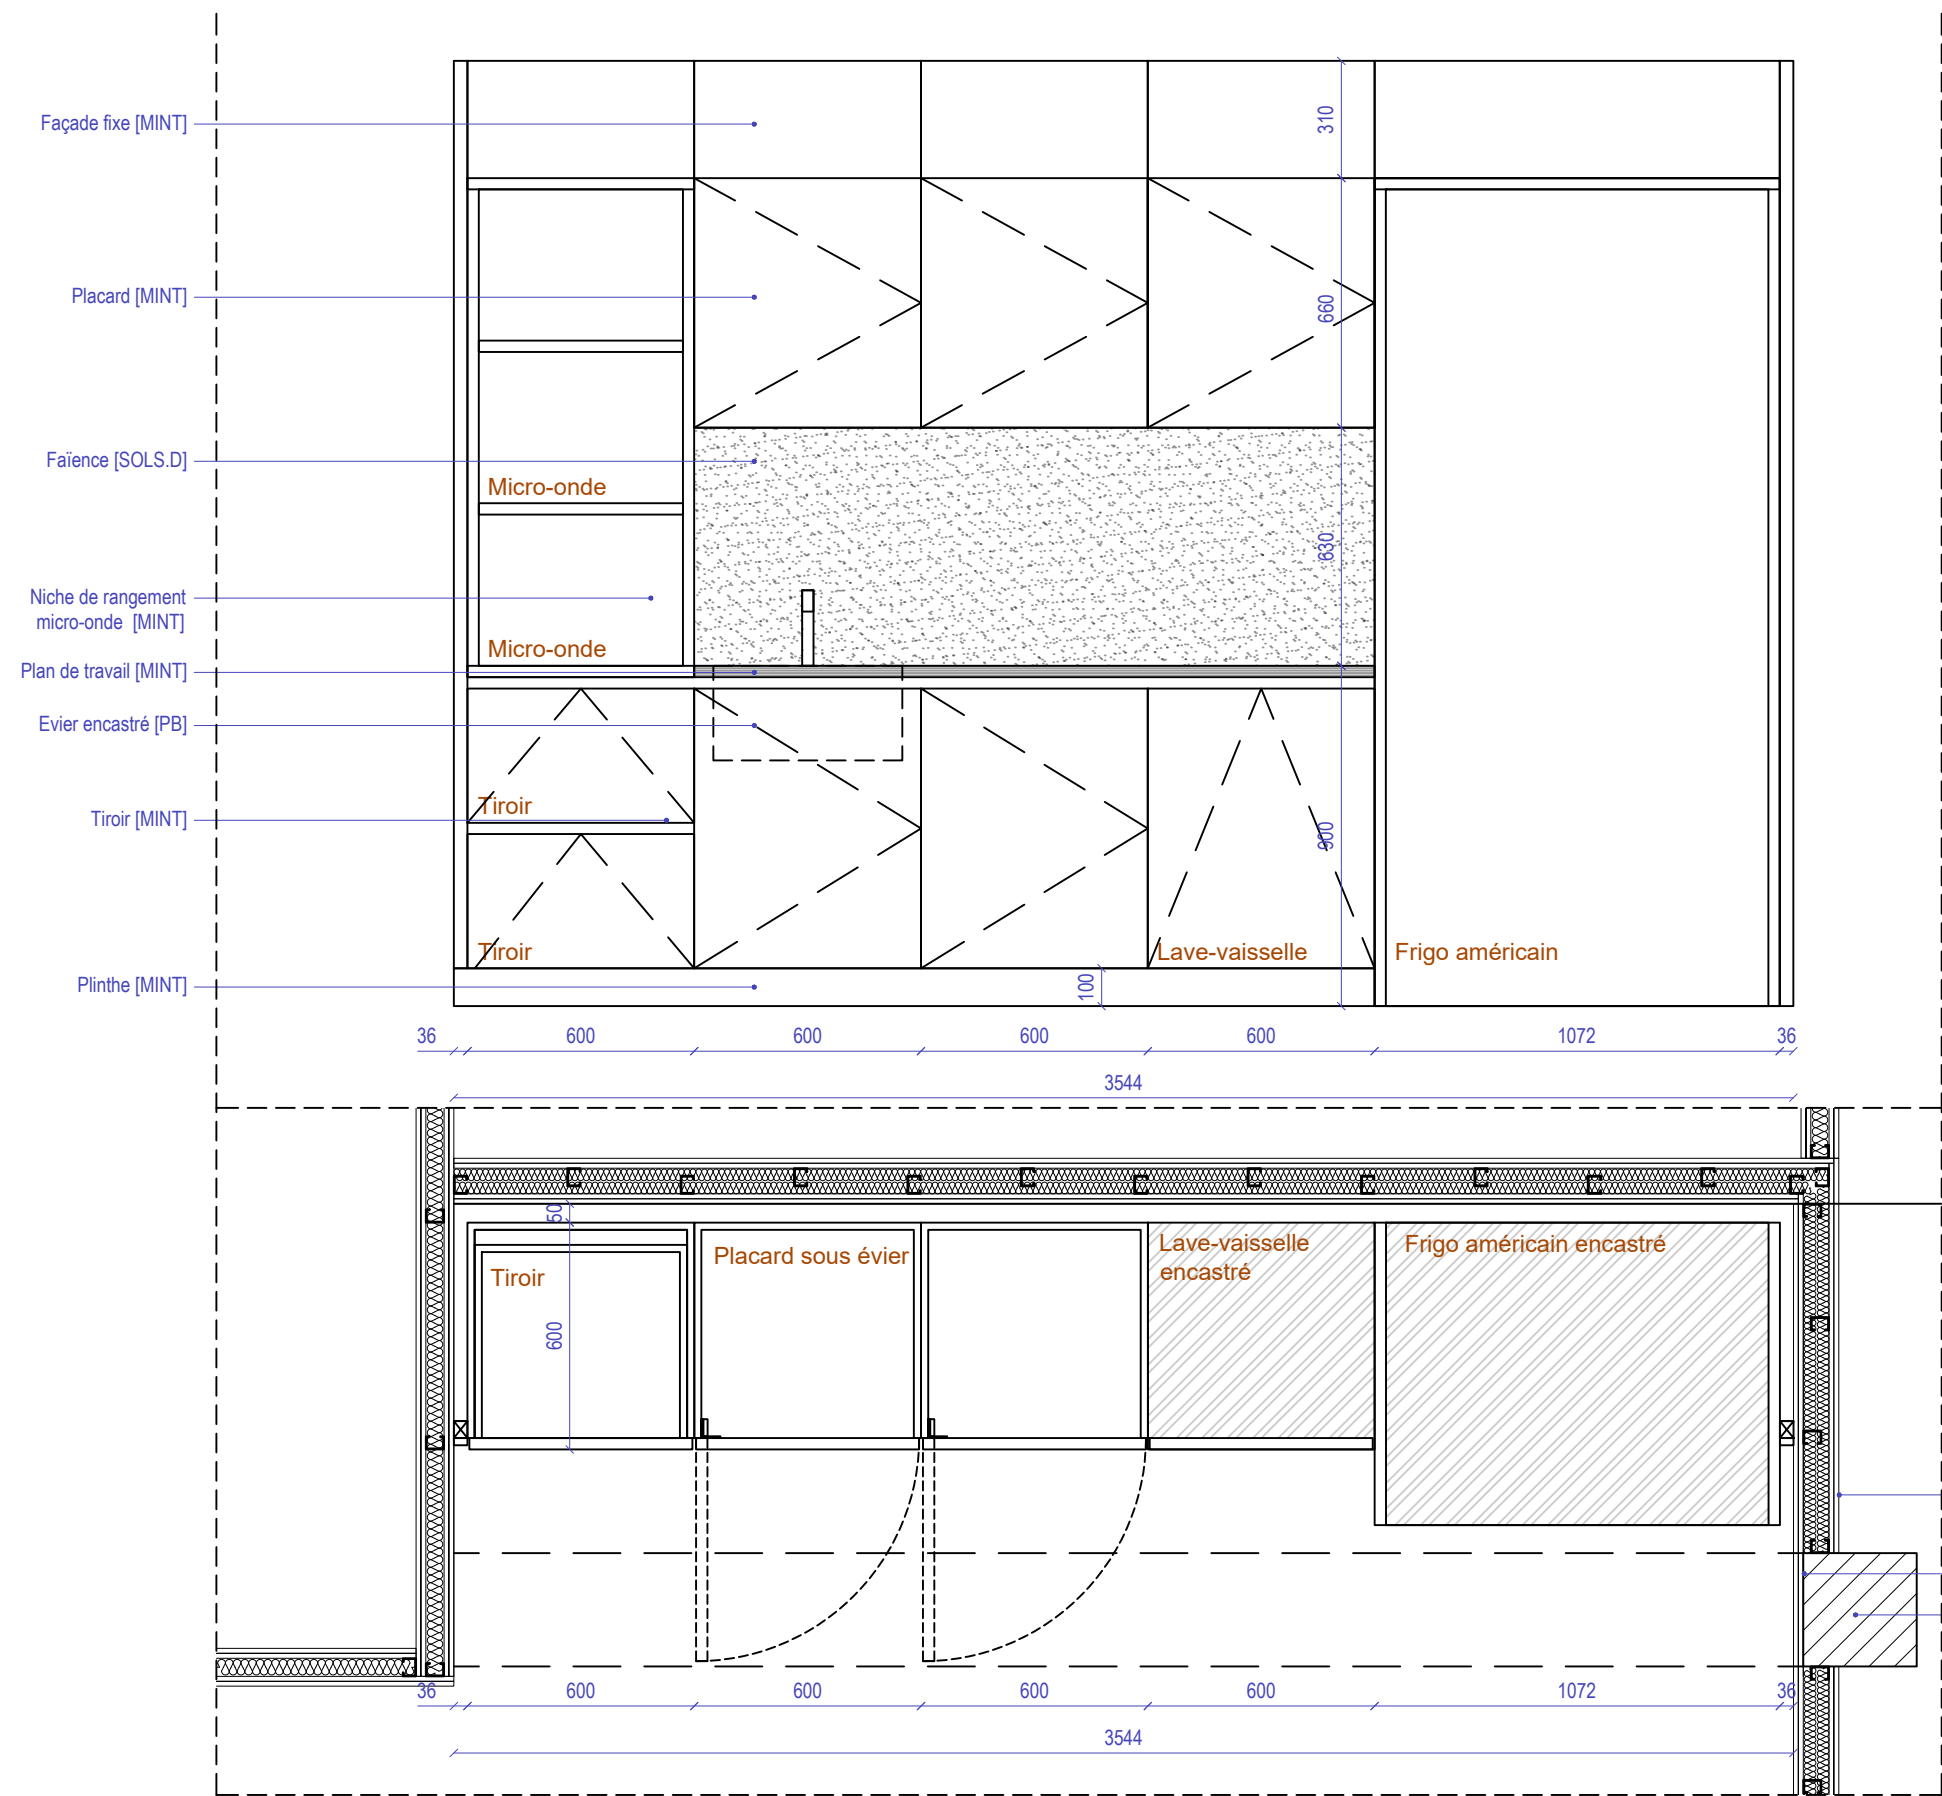 Façade fixe [MINT]
310
Placard [MINT]
660
Faïence [SOLS.D]
Micro-onde
630
Niche de rangement
micro-onde [MINT]
Micro-onde
Plan de travail [MINT]
Evier encastré [PB]
Tiroir
Tiroir [MINT]
900
Tiroir
Lave-vaisselle
Frigo américain
Plinthe [MINT]
100
36 600 600 600 600 1072 36
3544
50
Placard sous évier
Lave-vaisselle
encastré
Frigo américain encastré
Tiroir
600
36 600 600 600 600 1072 36
3544